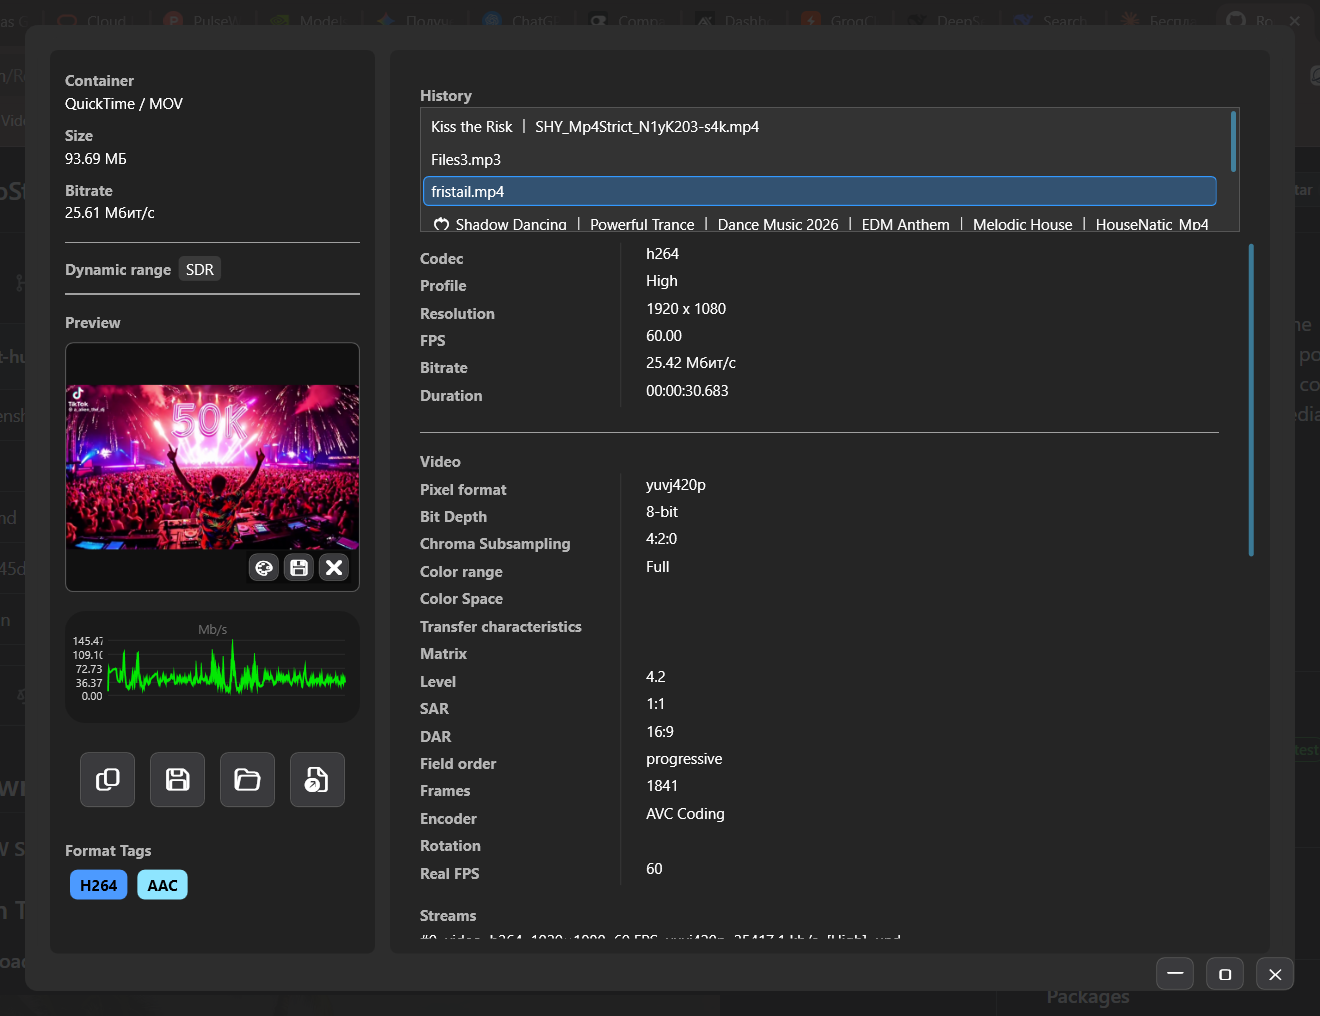 Container
QuickTime / MOV
Size
93.69 МБ
Bitrate
25.61 Мбит/с
Dynamic range SDR
Preview
TikTok
50K
Mb/s
145.47
109.10
72.73
36.37
0.00
Format Tags
H264 AAC
History
Kiss the Risk | SHY_Mp4Strict_N1yK203-s4k.mp4
Files3.mp3
fristail.mp4
Shadow Dancing | Powerful Trance | Dance Music 2026 | EDM Anthem | Melodic House | HouseNatic_Mp4
Codec h264
Profile High
Resolution 1920 x 1080
FPS 60.00
Bitrate 25.42 Мбит/с
Duration 00:00:30.683
Video
Pixel format yuvj420p
Bit Depth 8-bit
Chroma Subsampling 4:2:0
Color range Full
Color Space
Transfer characteristics
Matrix
Level 4.2
SAR 1:1
DAR 16:9
Field order progressive
Frames 1841
Encoder AVC Coding
Rotation
Real FPS 60
Streams
Packages